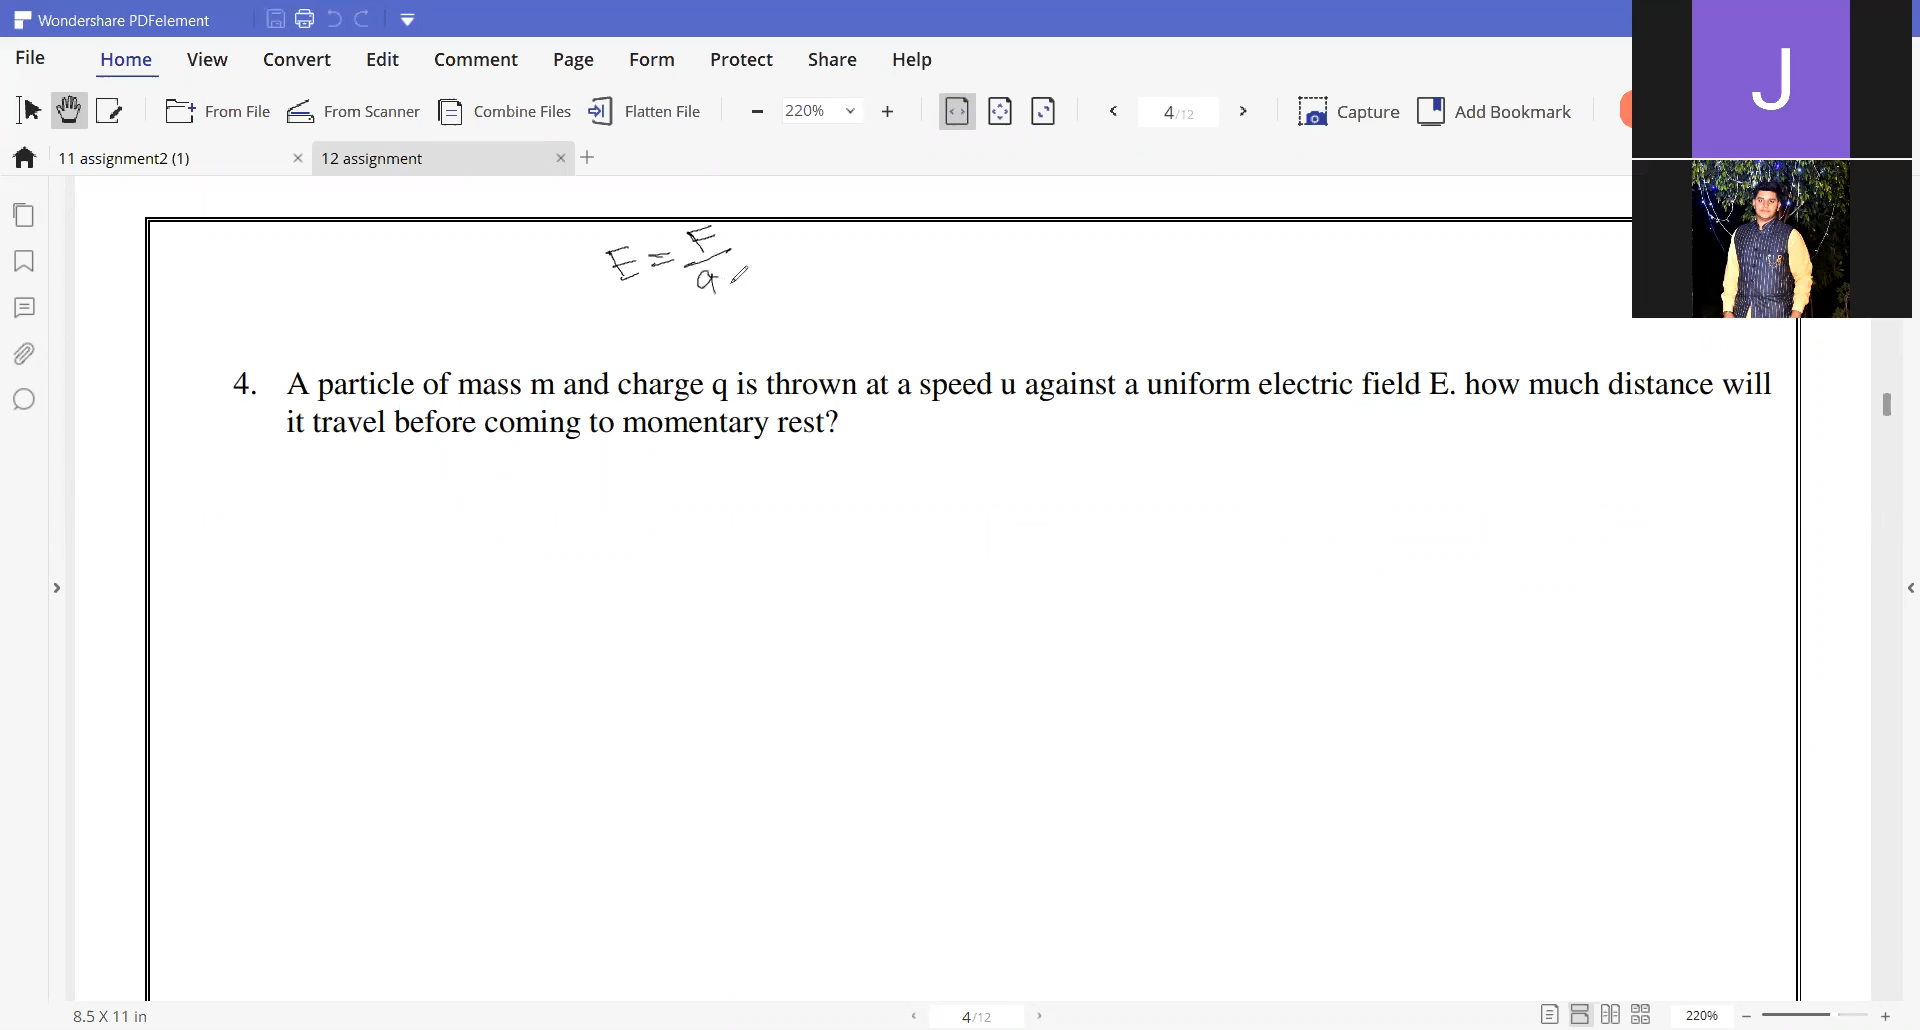 Wondershare PDFelement
File Home View Convert Edit Comment Page Form Protect Share Help
From File From Scanner Combine Files Flatten File 220% 4/12 Capture Add Bookmark
11 assignment2 (1) 12 assignment
J
E = F
q
4. A particle of mass m and charge q is thrown at a speed u against a uniform electric field E. how much distance will
it travel before coming to momentary rest?
8.5 X 11 in 4/12 220%